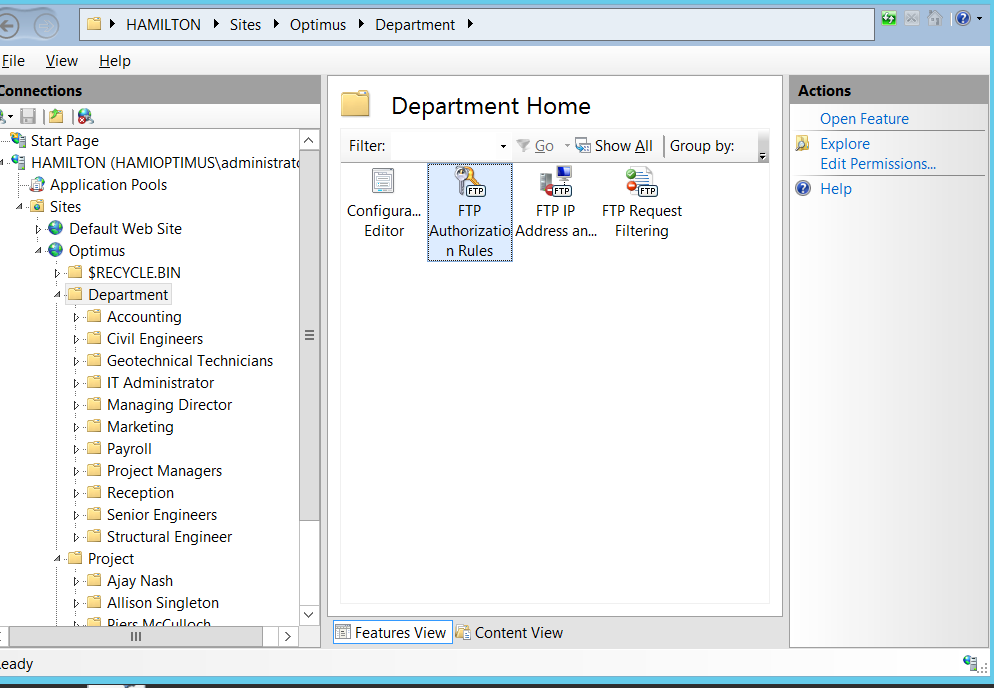 HAMILTON Sites Optimus Department
File View Help
Connections
Start Page
HAMILTON (HAMIOPTIMUS\administrato
Application Pools
Sites
Default Web Site
Optimus
$RECYCLE.BIN
Department
Accounting
Civil Engineers
Geotechnical Technicians
IT Administrator
Managing Director
Marketing
Payroll
Project Managers
Reception
Senior Engineers
Structural Engineer
Project
Ajay Nash
Allison Singleton
Piers McCulloch
eady
Department Home
Filter: Go Show All Group by:
Configura...
Editor
FTP
Authorizatio
n Rules
FTP IP
Address an...
FTP Request
Filtering
Features View Content View
Actions
Open Feature
Explore
Edit Permissions...
Help